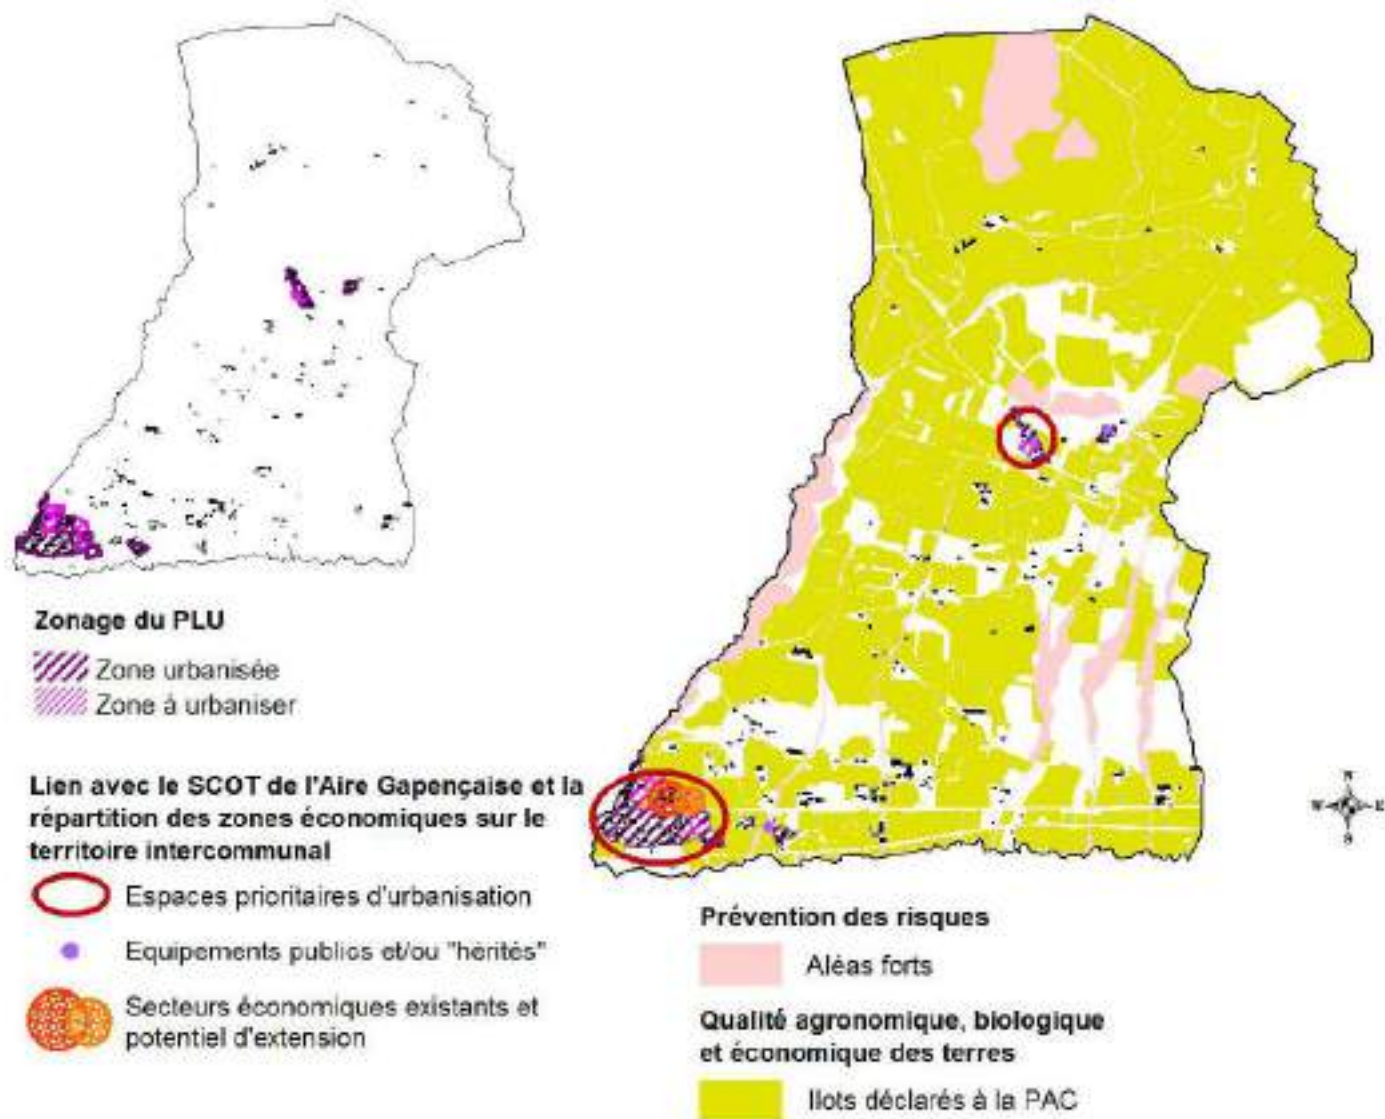 Zonage du PLU
Zone urbanisée
Zone à urbaniser
Lien avec le SCOT de l'Aire Gapençaise et la
répartition des zones économiques sur le
territoire intercommunal
Espaces prioritaires d'urbanisation
Equipements publics et/ou "hérités"
Secteurs économiques existants et
potentiel d'extension
N
W
E
S
Prévention des risques
Aléas forts
Qualité agronomique, biologique
et économique des terres
Ilots déclarés à la PAC